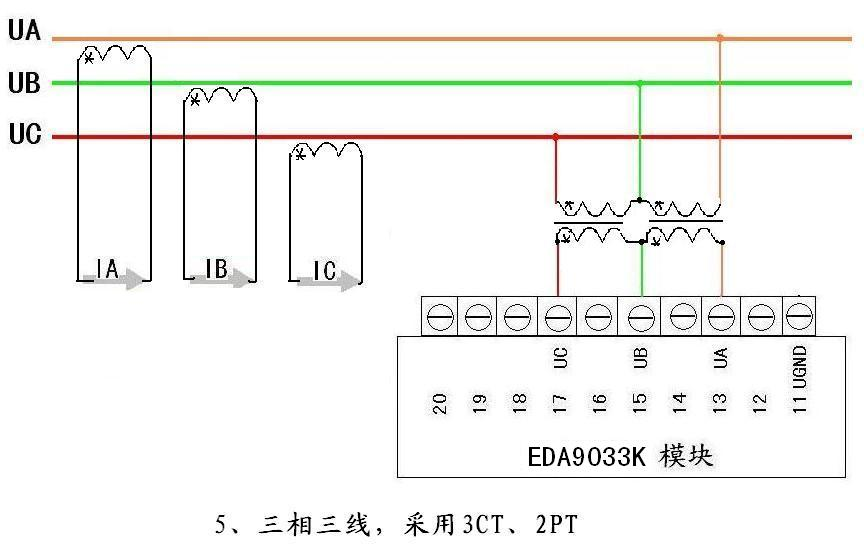 UA
UB
UC
*
*
*
* *
* *
IA IB IC
UC UB UA UGND
20 19 18 17 16 15 14 13 12 11
EDA9033K 模块
5、三相三线，采用3CT、2PT